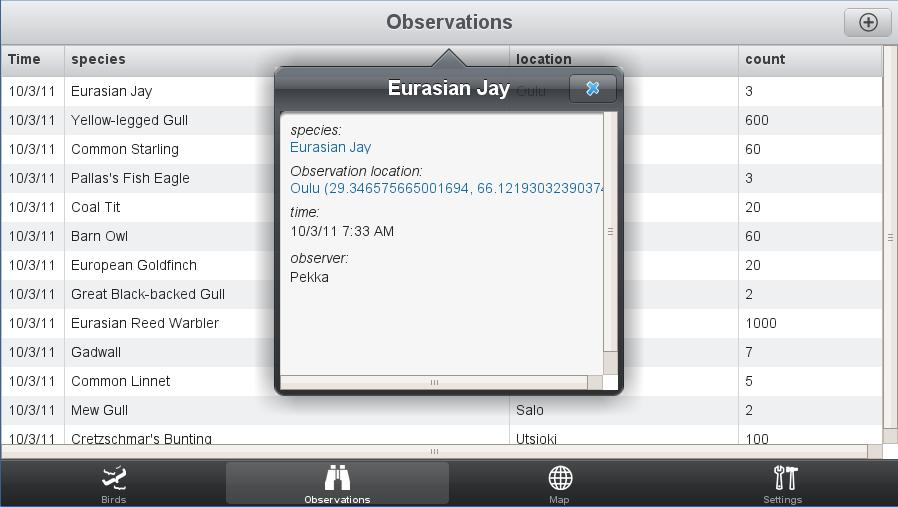 Observations
Time species location count
10/3/11 Eurasian Jay Oulu 3
10/3/11 Yellow-legged Gull 600
10/3/11 Common Starling 60
10/3/11 Pallas's Fish Eagle 3
10/3/11 Coal Tit 20
10/3/11 Barn Owl 60
10/3/11 European Goldfinch 20
10/3/11 Great Black-backed Gull 2
10/3/11 Eurasian Reed Warbler 1000
10/3/11 Gadwall 7
10/3/11 Common Linnet 5
10/3/11 Mew Gull Salo 2
10/3/11 Cretzschmar's Bunting Utsjoki 100
Eurasian Jay
species:
Eurasian Jay
Observation location:
Oulu (29.346575665001694, 66.12193032390374
time:
10/3/11 7:33 AM
observer:
Pekka
Birds Observations Map Settings